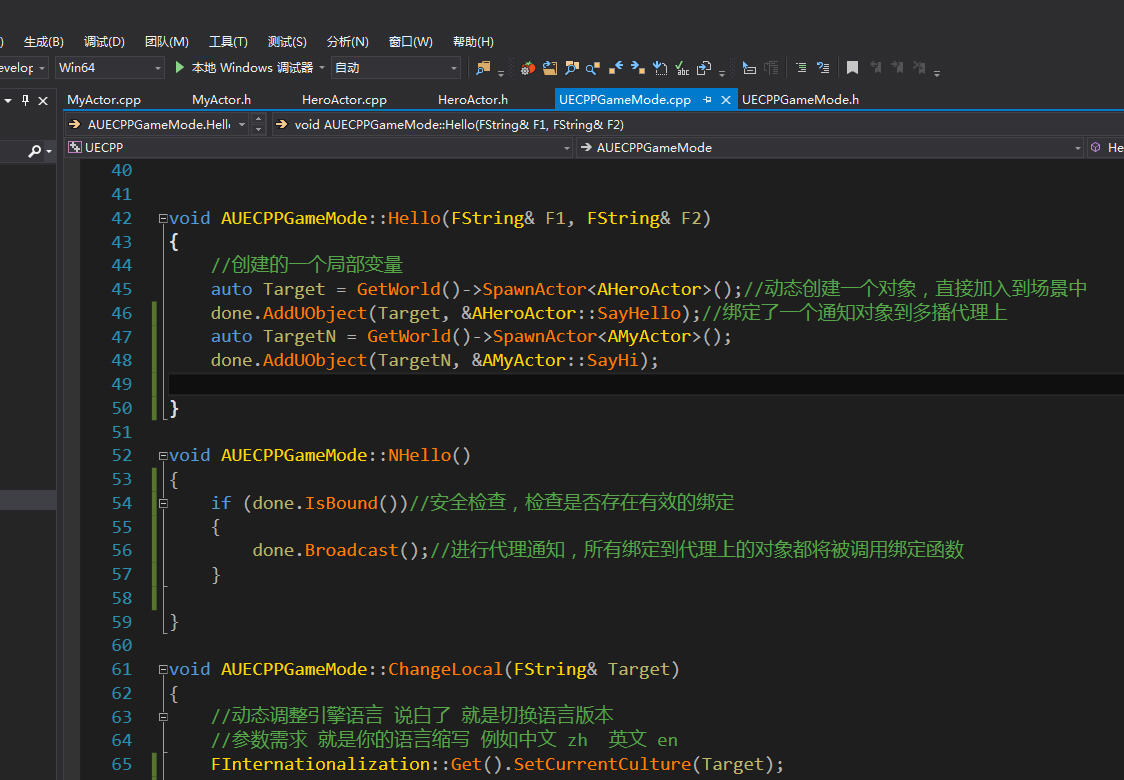 ) 生成(B) 调试(D) 团队(M) 工具(T) 测试(S) 分析(N) 窗口(W) 帮助(H)
evelop Win64 本地 Windows 调试器 自动
MyActor.cpp MyActor.h HeroActor.cpp HeroActor.h UECPPGameMode.cpp UECPPGameMode.h
AUECPPGameMode.Hell void AUECPPGameMode::Hello(FString& F1, FString& F2)
UECPP AUECPPGameMode He
40
41
42 void AUECPPGameMode::Hello(FString& F1, FString& F2)
43 {
44 //创建的一个局部变量
45 auto Target = GetWorld()->SpawnActor<AHeroActor>();//动态创建一个对象，直接加入到场景中
46 done.AddUObject(Target, &AHeroActor::SayHello);//绑定了一个通知对象到多播代理上
47 auto TargetN = GetWorld()->SpawnActor<AMyActor>();
48 done.AddUObject(TargetN, &AMyActor::SayHi);
49
50 }
51
52 void AUECPPGameMode::NHello()
53 {
54 if (done.IsBound())//安全检查，检查是否存在有效的绑定
55 {
56 done.Broadcast();//进行代理通知，所有绑定到代理上的对象都将被调用绑定函数
57 }
58
59 }
60
61 void AUECPPGameMode::ChangeLocal(FString& Target)
62 {
63 //动态调整引擎语言 说白了 就是切换语言版本
64 //参数需求 就是你的语言缩写 例如中文 zh 英文 en
65 FInternationalization::Get().SetCurrentCulture(Target);